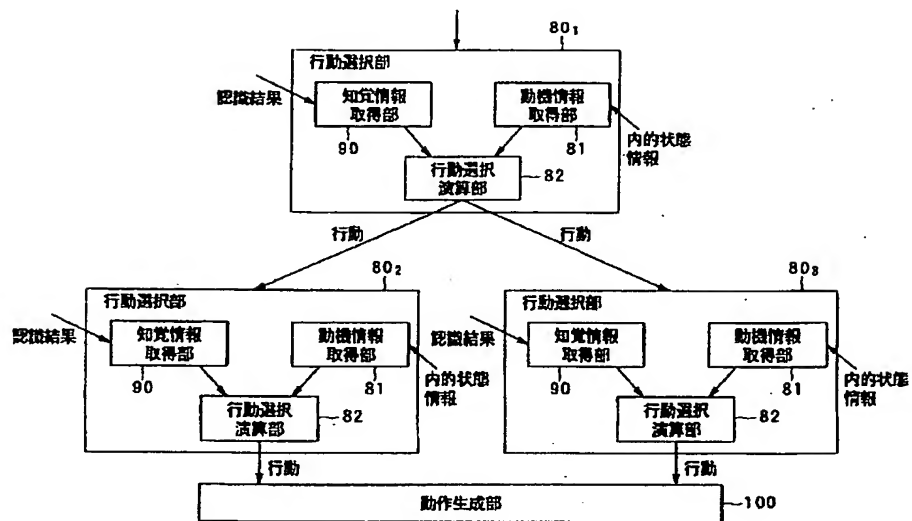 80₁
行動選択部
認識結果
知覚情報
取得部
動機情報
取得部
90
81
内的状態
情報
行動選択
演算部
82
行動
行動
80₂
80₃
行動選択部
行動選択部
認識結果
知覚情報
取得部
動機情報
取得部
90
81
内的状態
情報
行動選択
演算部
82
認識結果
知覚情報
取得部
動機情報
取得部
90
81
内的状態
情報
行動選択
演算部
82
行動
行動
動作生成部
100